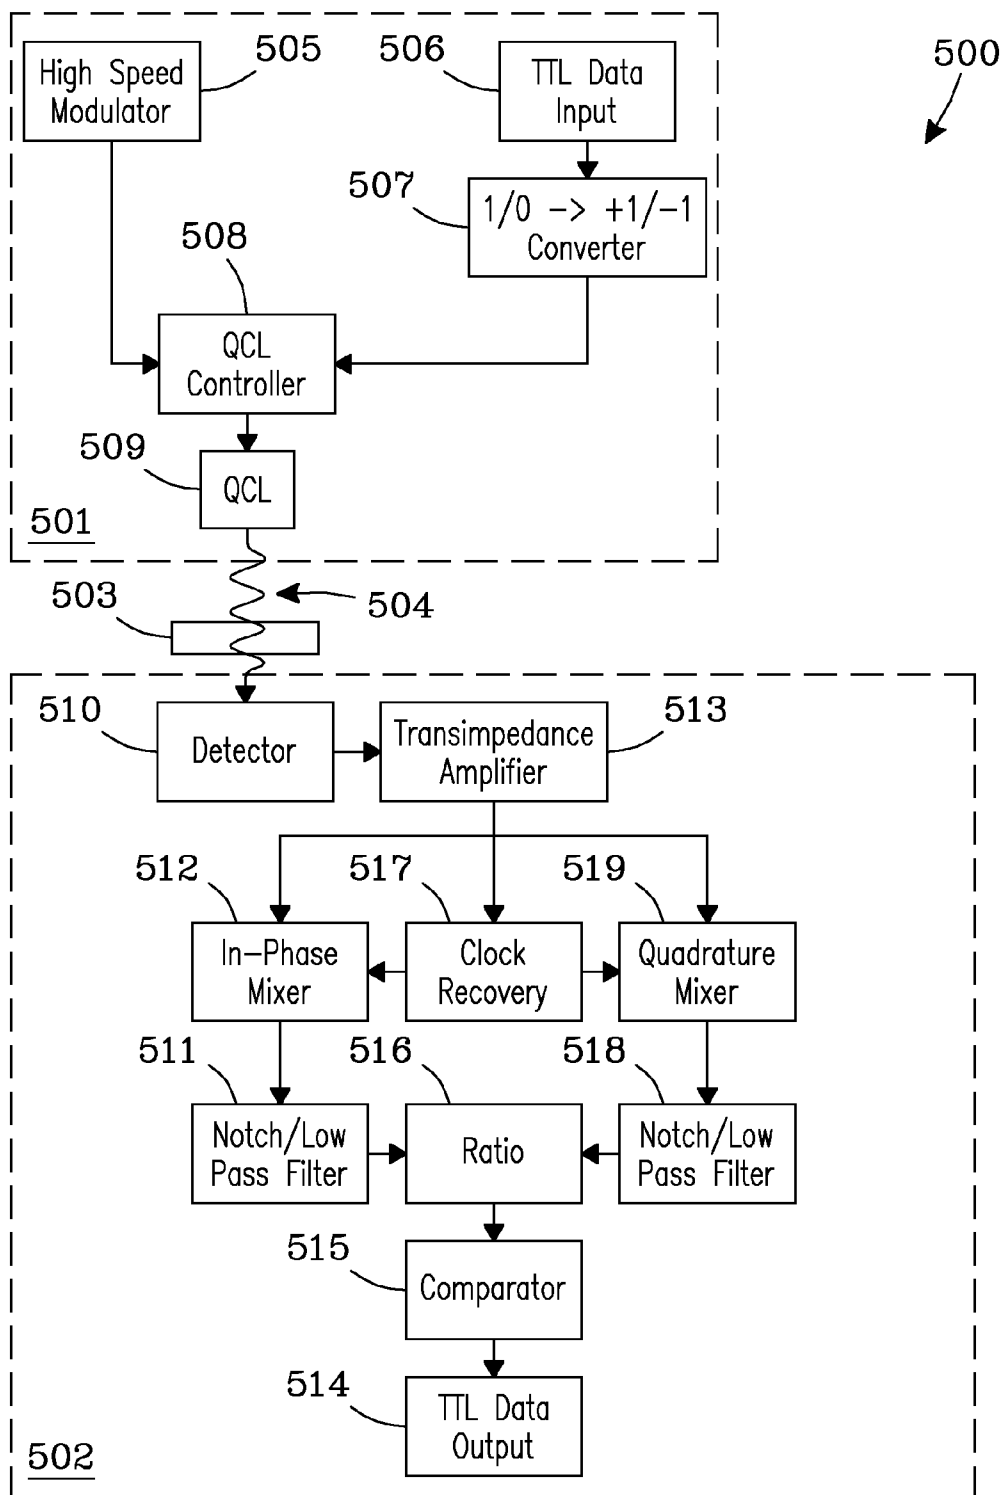 505
506
500
High Speed
Modulator
TTL Data
Input
507
1/0 -> +1/-1
Converter
508
QCL
Controller
509
QCL
501
503
504
510
Detector
Transimpedance
Amplifier
513
512
517
519
In-Phase
Mixer
Clock
Recovery
Quadrature
Mixer
511
516
518
Notch/Low
Pass Filter
Ratio
Notch/Low
Pass Filter
515
Comparator
514
TTL Data
Output
502